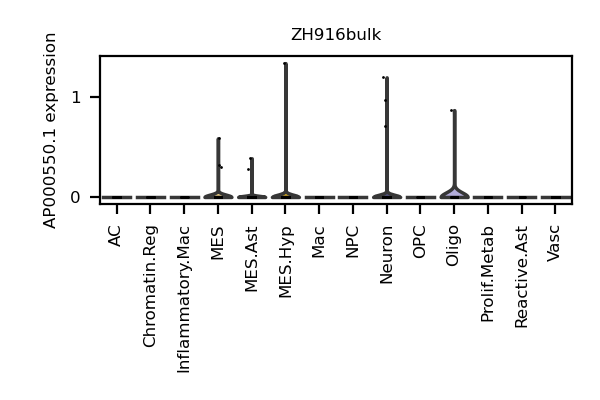 ZH916bulk
AP000550.1 expression
1
0
AC
Chromatin.Reg
Inflammatory.Mac
MES
MES.Ast
MES.Hyp
Mac
NPC
Neuron
OPC
Oligo
Prolif.Metab
Reactive.Ast
Vasc